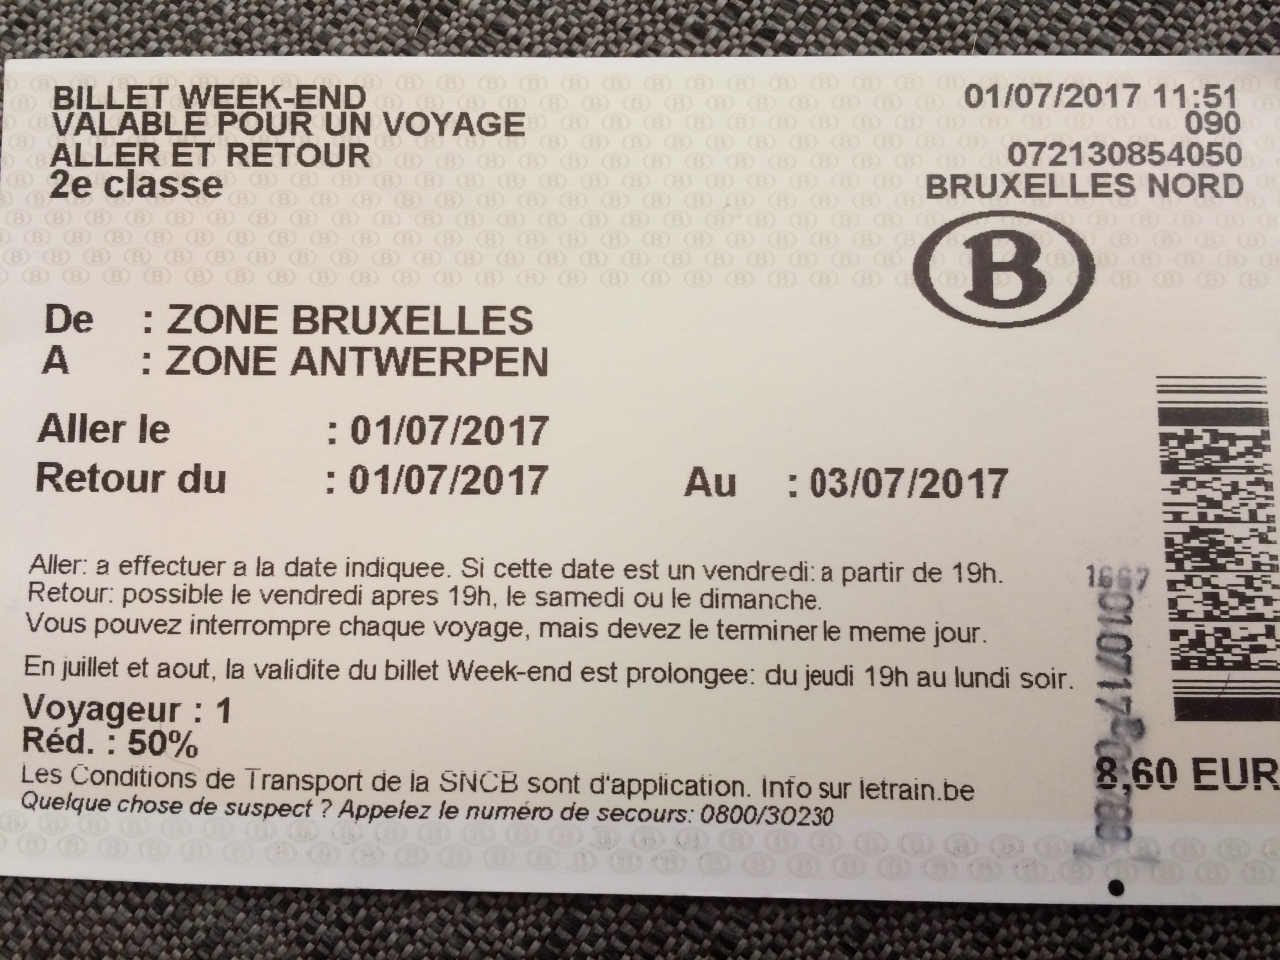 BILLET WEEK-END
VALABLE POUR UN VOYAGE
ALLER ET RETOUR
2e classe
01/07/2017 11:51
090
072130854050
BRUXELLES NORD
B
De : ZONE BRUXELLES
A : ZONE ANTWERPEN
Aller le : 01/07/2017
Retour du : 01/07/2017 Au : 03/07/2017
Aller: a effectuer a la date indiquee. Si cette date est un vendredi: a partir de 19h.
Retour: possible le vendredi apres 19h, le samedi ou le dimanche.
Vous pouvez interrompre chaque voyage, mais devez le terminer le meme jour.
En juillet et aout, la validite du billet Week-end est prolongee: du jeudi 19h au lundi soir.
Voyageur : 1
Réd. : 50%
8,60 EUR
Les Conditions de Transport de la SNCB sont d'application. Info sur letrain.be
Quelque chose de suspect ? Appelez le numéro de secours: 0800/30230
1667